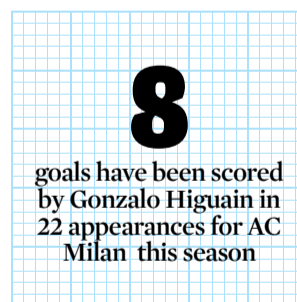 8
goals have been scored
by Gonzalo Higuain in
22 appearances for AC
Milan  this season